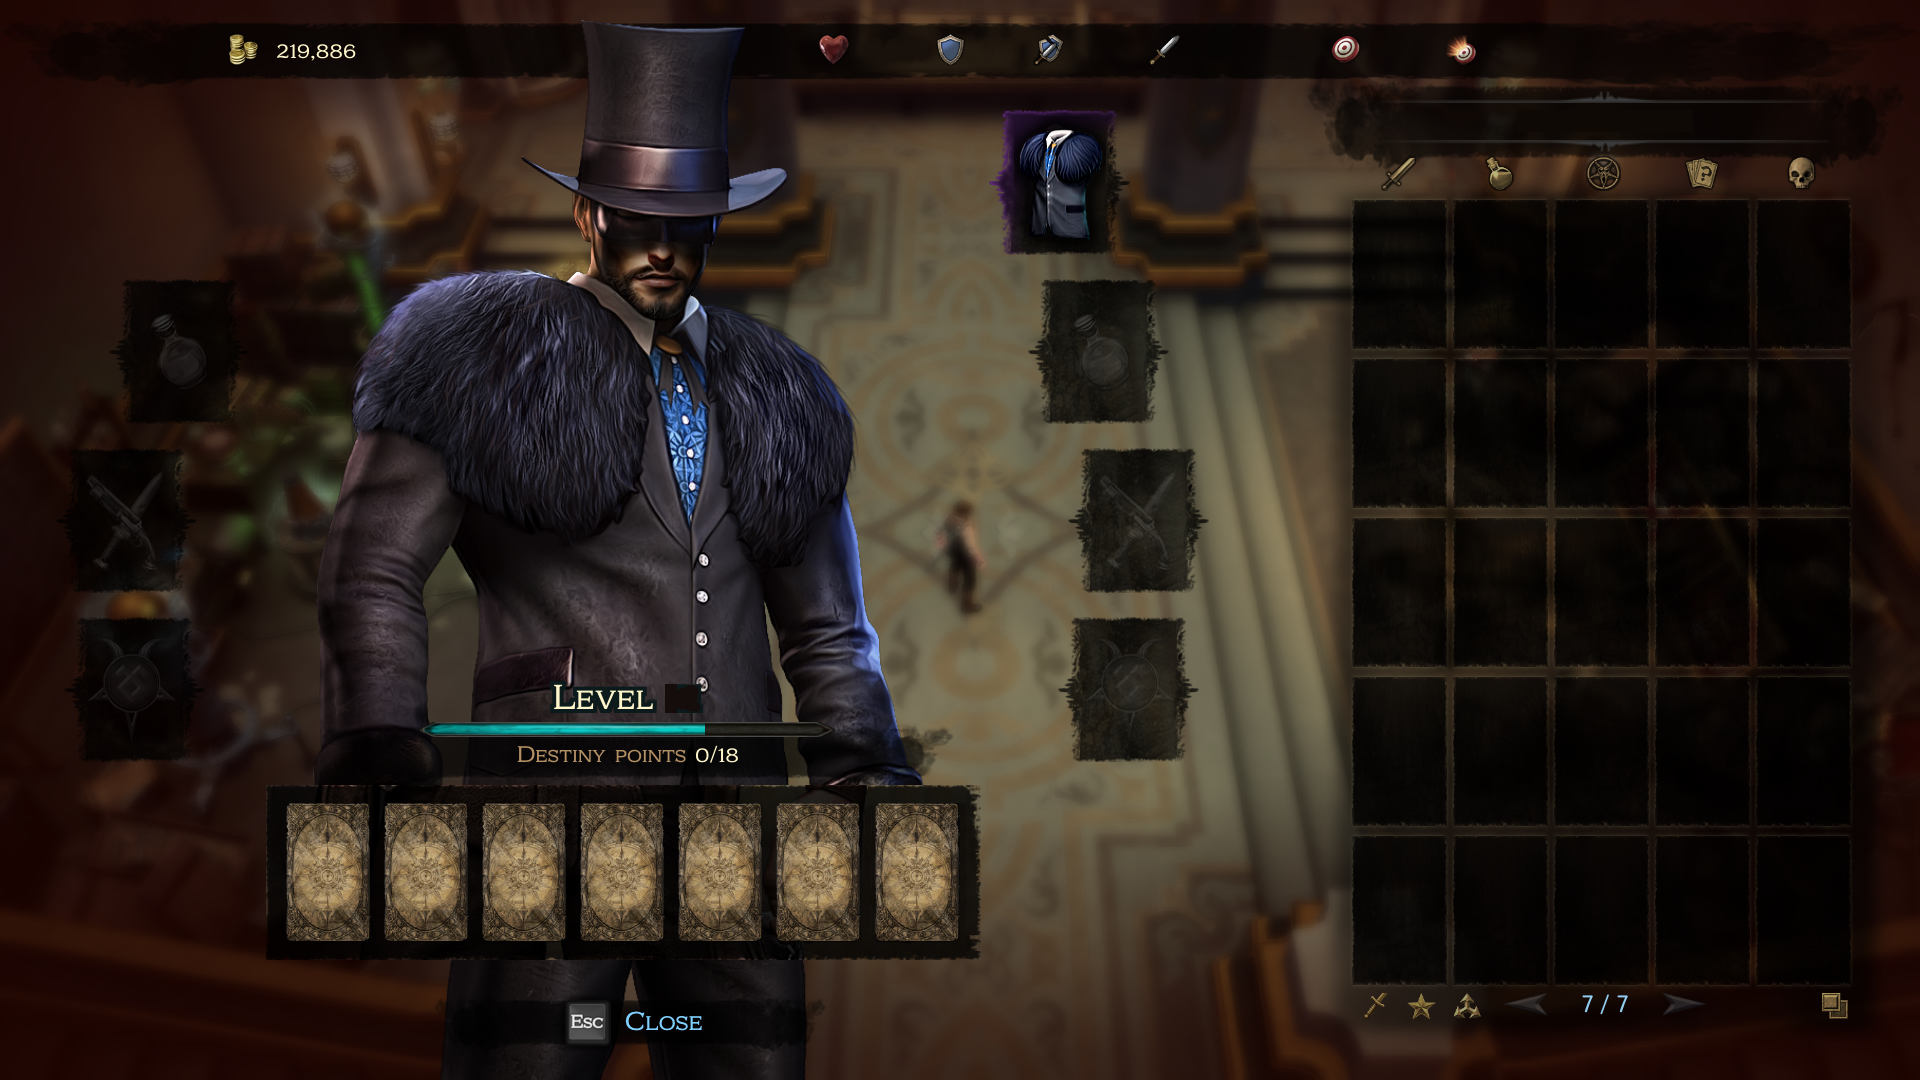 219,886
LEVEL
DESTINY POINTS 0/18
Esc CLOSE
7 / 7